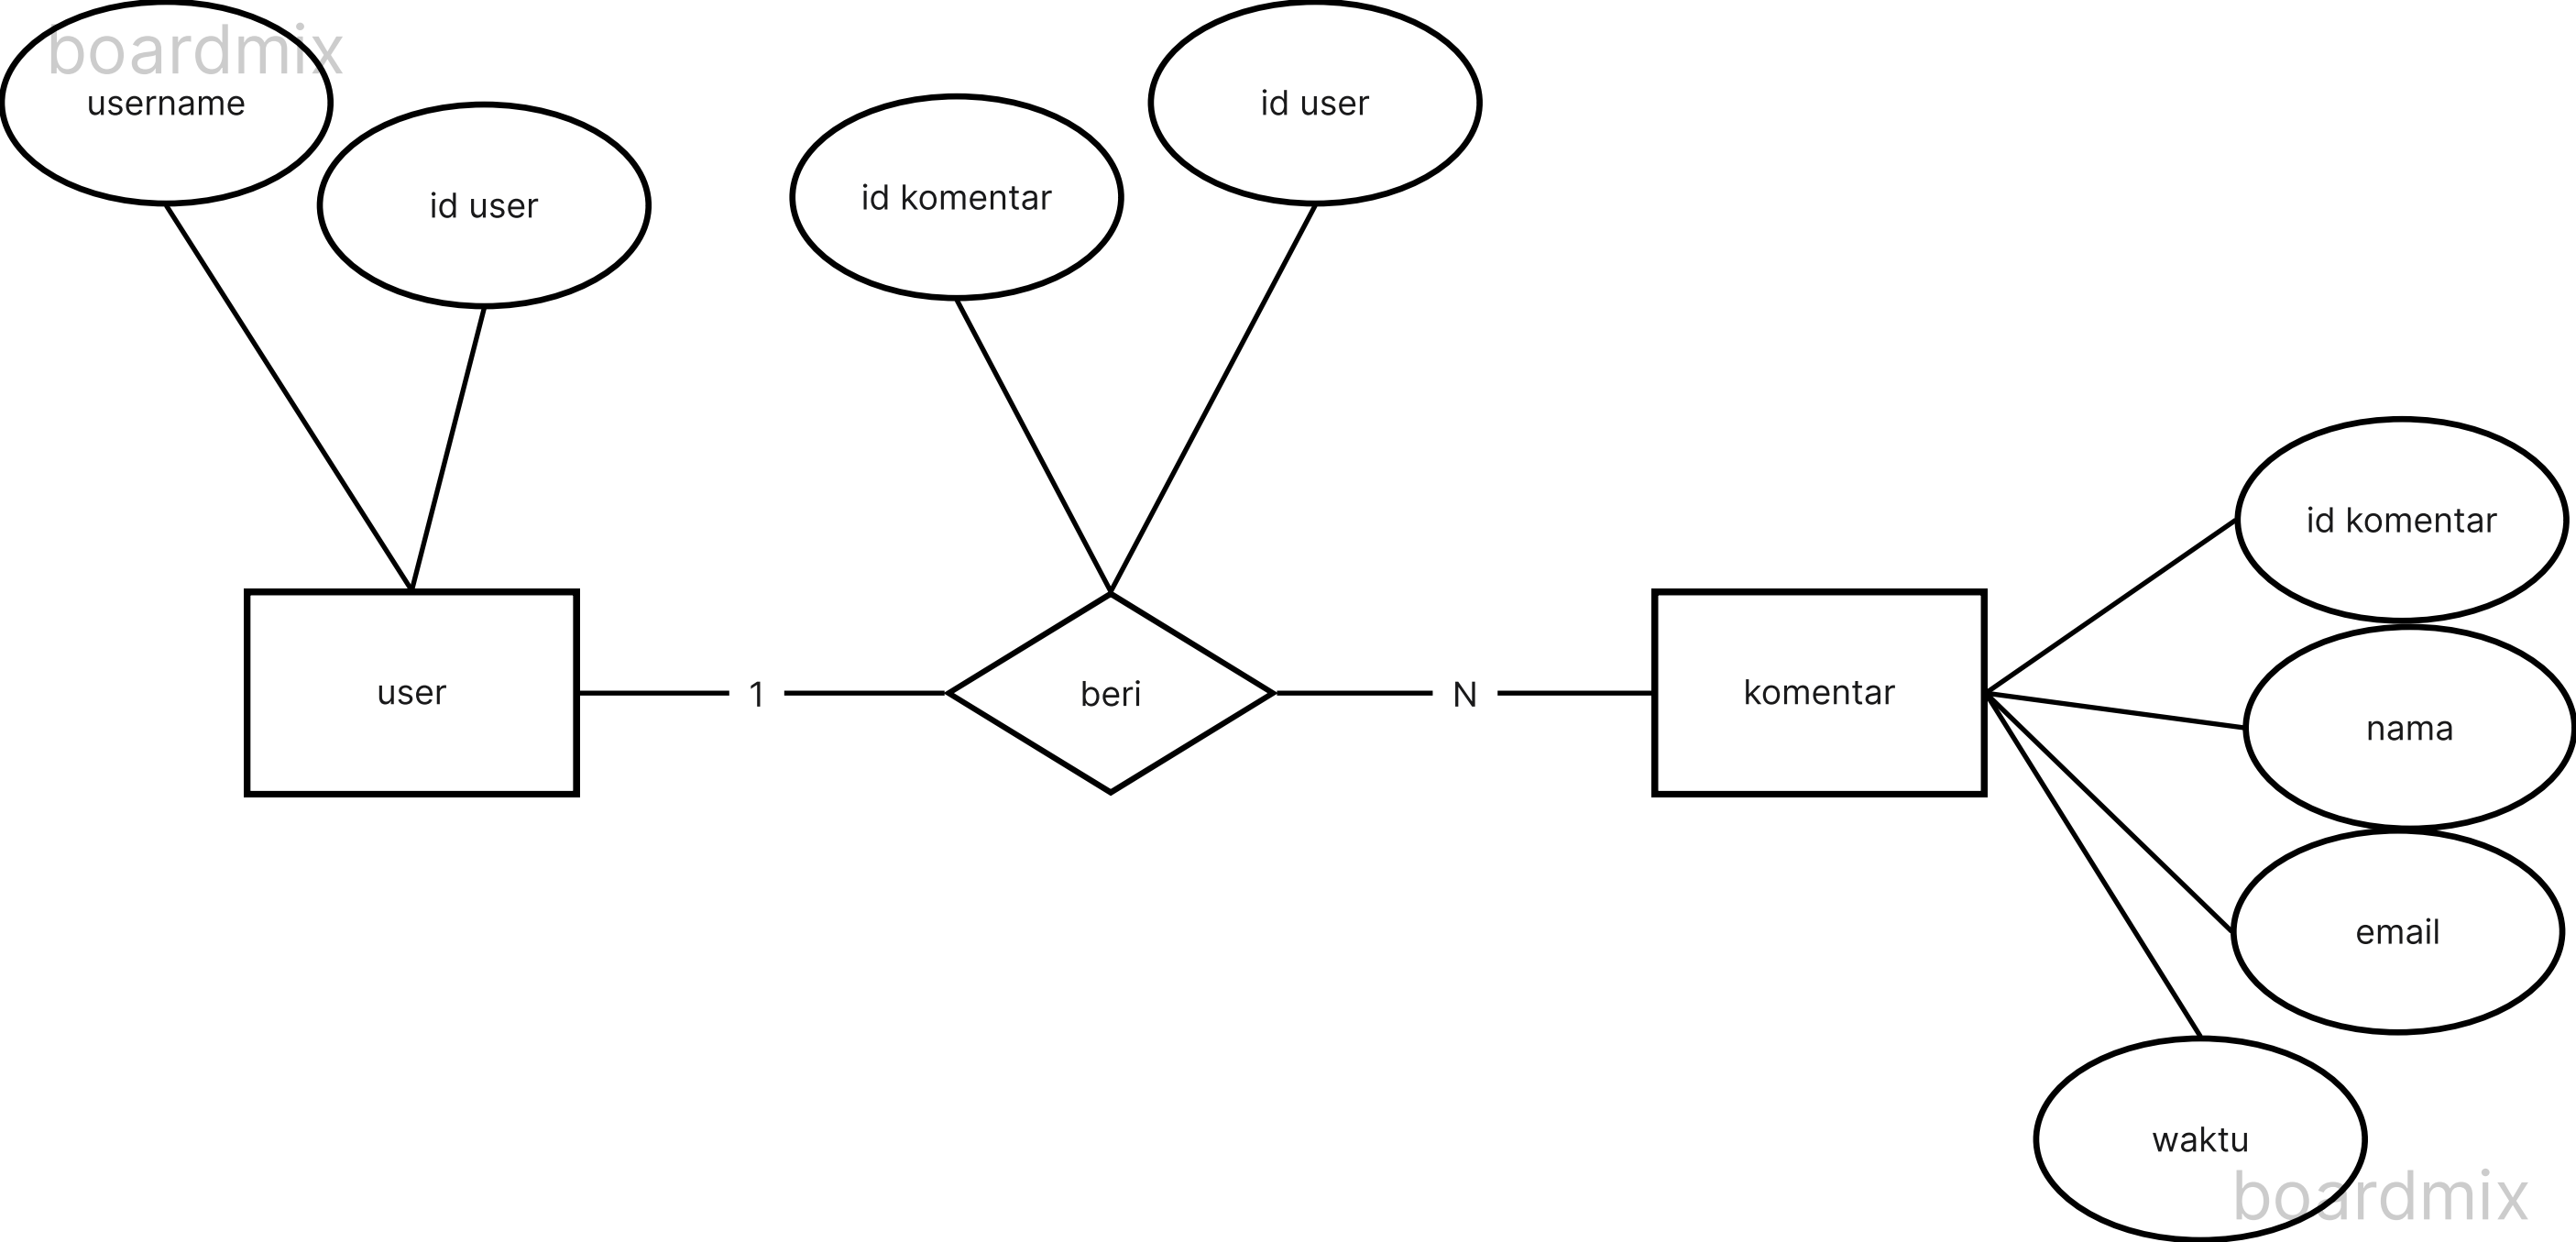 boardmix
username
id user
id komentar
id user
user
1
beri
N
komentar
id komentar
nama
email
waktu
boardmix